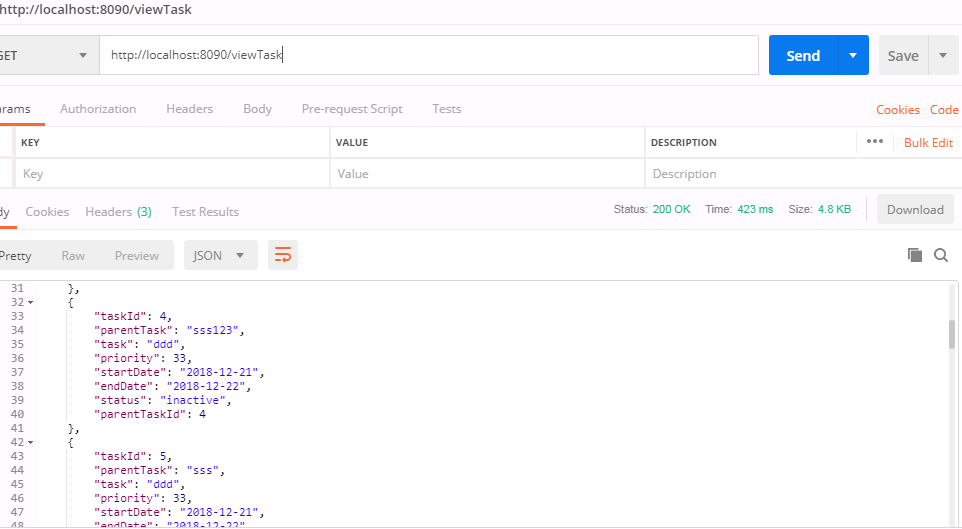 http://localhost:8090/viewTask
GET http://localhost:8090/viewTask Send Save
arams Authorization Headers Body Pre-request Script Tests Cookies Code
KEY VALUE DESCRIPTION ••• Bulk Edit
Key Value Description
dy Cookies Headers (3) Test Results Status: 200 OK Time: 423 ms Size: 4.8 KB Download
Pretty Raw Preview JSON
31 },
32 {
33 "taskId": 4,
34 "parentTask": "sss123",
35 "task": "ddd",
36 "priority": 33,
37 "startDate": "2018-12-21",
38 "endDate": "2018-12-22",
39 "status": "inactive",
40 "parentTaskId": 4
41 },
42 {
43 "taskId": 5,
44 "parentTask": "sss",
45 "task": "ddd",
46 "priority": 33,
47 "startDate": "2018-12-21",
48 "endDate": "2018-12-22",